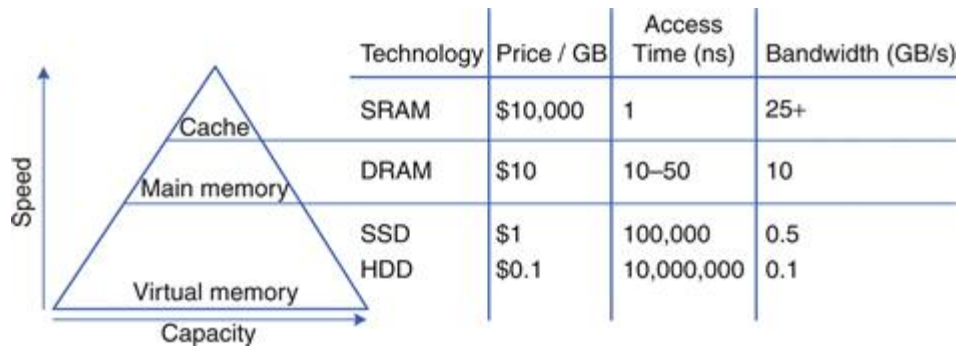 Technology Price / GB Access Time (ns) Bandwidth (GB/s)
Cache SRAM $10,000 1 25+
Main memory DRAM $10 10–50 10
SSD $1 100,000 0.5
HDD $0.1 10,000,000 0.1
Virtual memory
Speed
Capacity